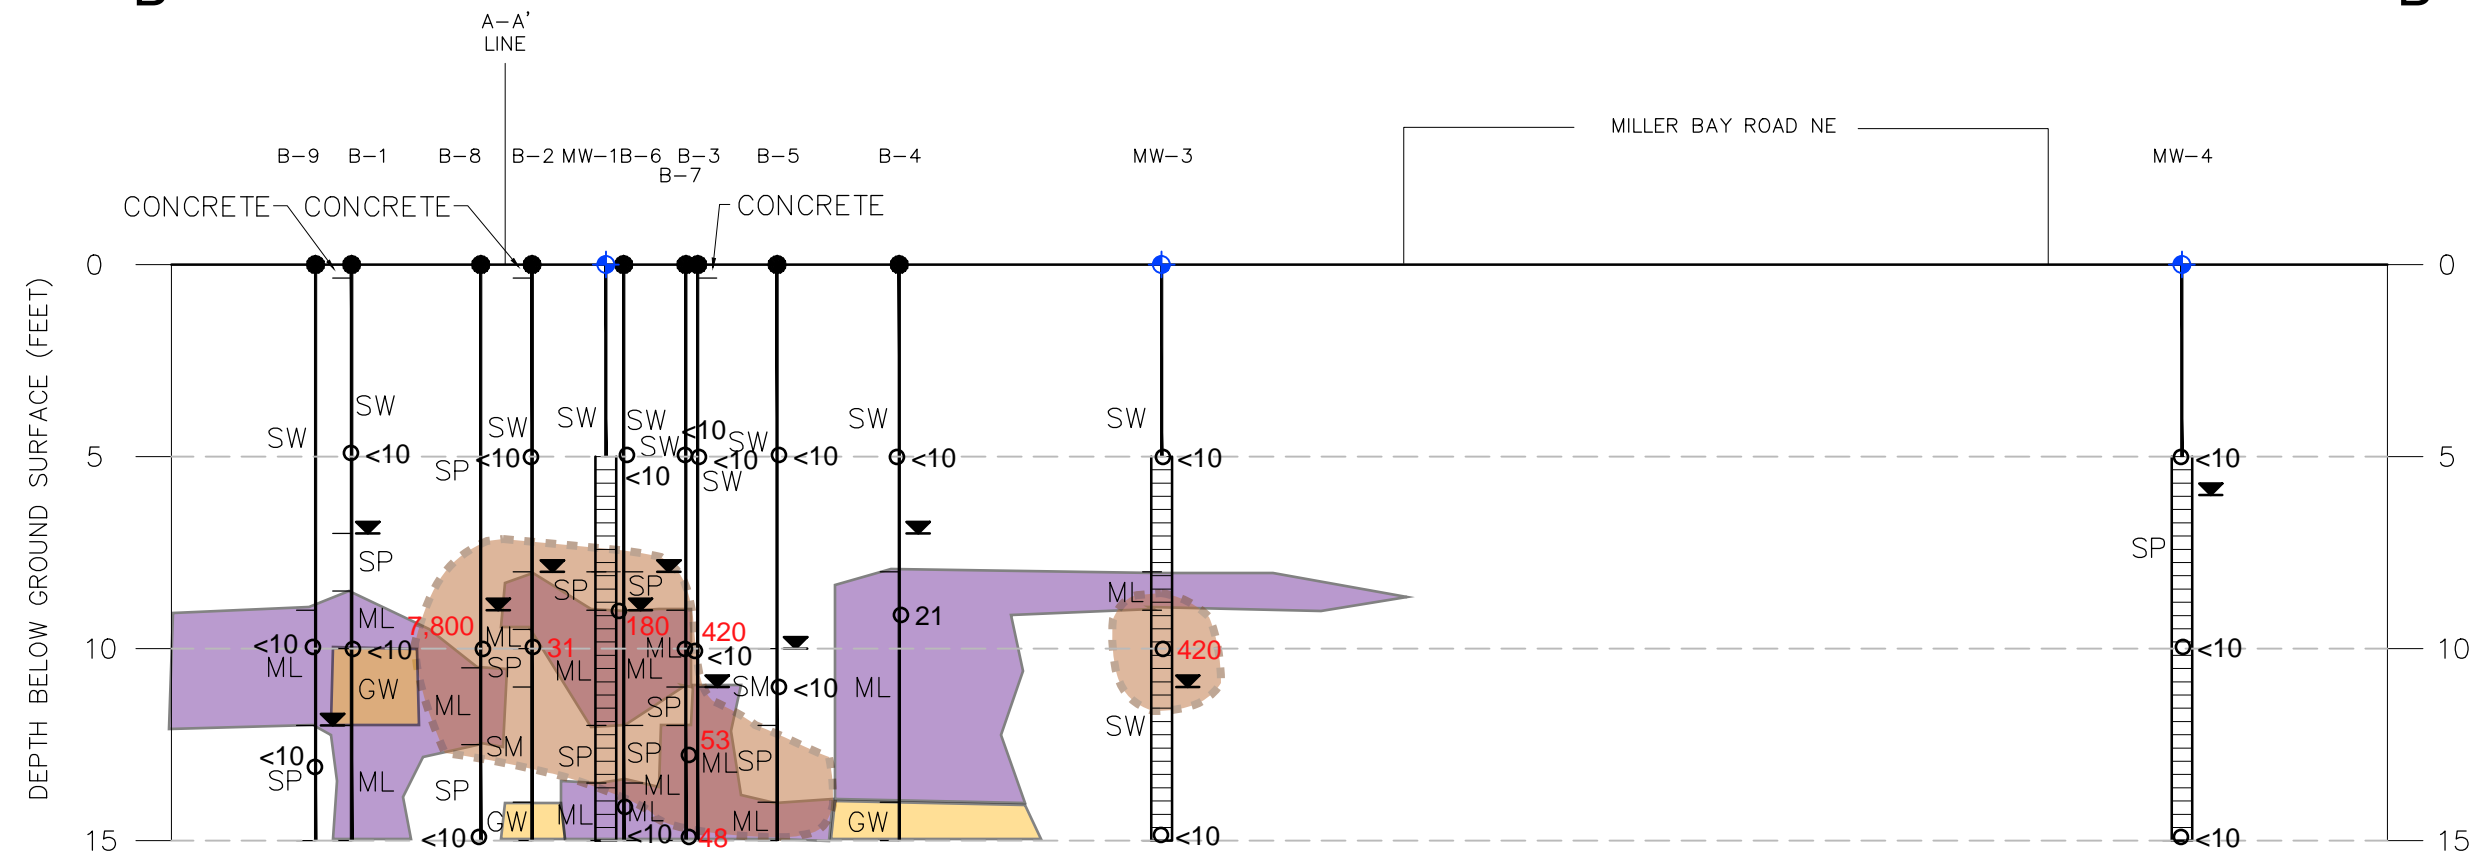 A-A'
LINE
MILLER BAY ROAD NE
B-9 B-1 B-8 B-2 MW-1 B-6 B-3 B-5 B-4 MW-3 MW-4
B-7
CONCRETE CONCRETE CONCRETE
0 0
DEPTH BELOW GROUND SURFACE (FEET)
SW SW SW SW SW SW SW
<10
SW SW SW
5 <10 SP <10 <10 <10 <10 <10 <10 5
<10 SW
SP SP
SP SP
ML ML
7,800 ML 180 420 21
<10
10 <10 31 ML <10 420 <10 10
ML SP ML ML
GW SM <10 ML
ML SP
SW
<10 SM SP SP 53
SP ML SP
ML SP ML
GW ML ML ML GW
15 <10 <10 48 <10 <10 15